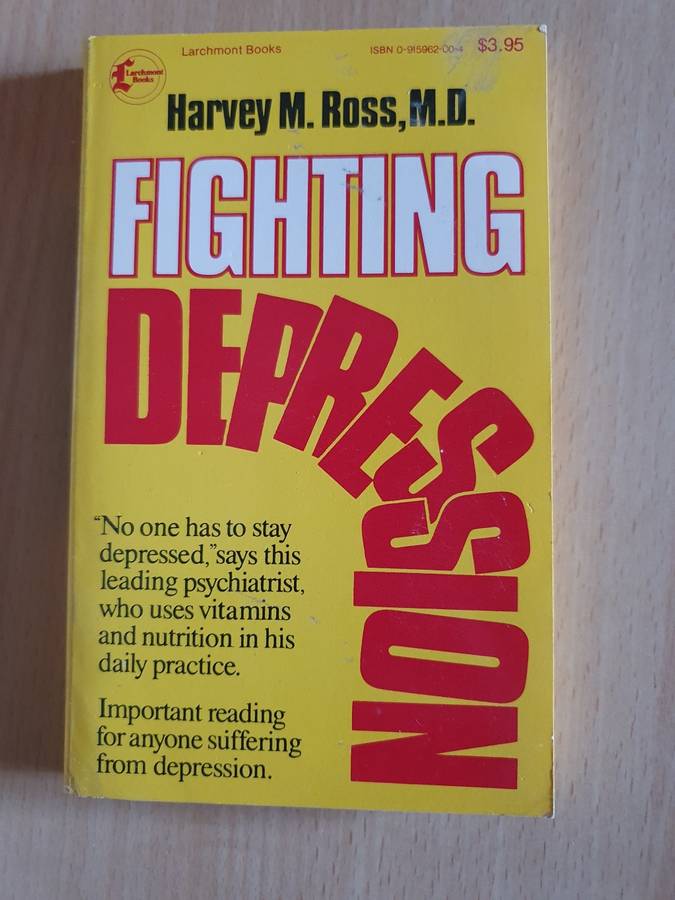 Larchmont Books
ISBN 0-915962-00-4 $3.95
Larchmont
Books
Harvey M. Ross, M.D.
FIGHTING
DEPRESSION
“No one has to stay
depressed,” says this
leading psychiatrist,
who uses vitamins
and nutrition in his
daily practice.
Important reading
for anyone suffering
from depression.